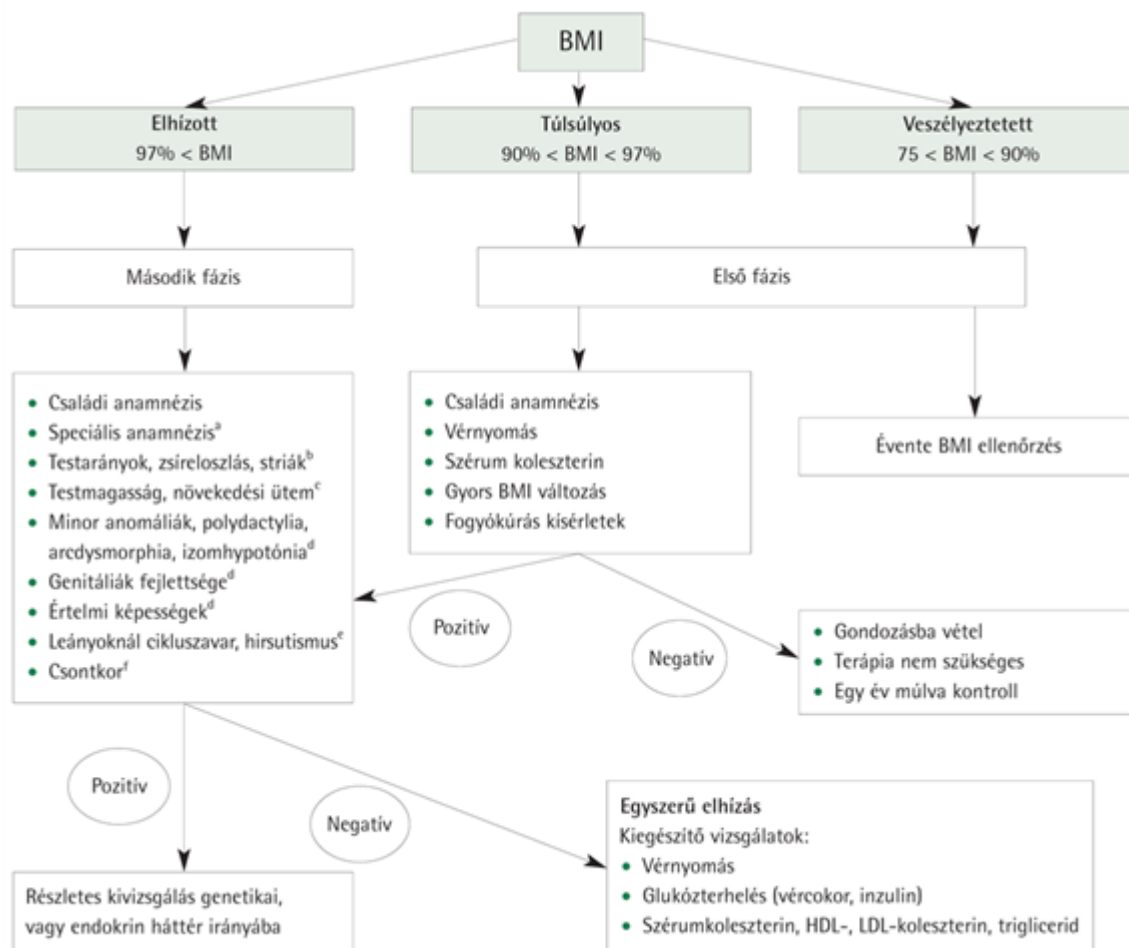 BMI
Elhízott
97% < BMI
Túlsúlyos
90% < BMI < 97%
Veszélyeztetett
75 < BMI < 90%
Második fázis
Első fázis
• Családi anamnézis
• Speciális anamnézisᵃ
• Testarányok, zsíreloszlás, striákᵇ
• Testmagasság, növekedési ütemᶜ
• Minor anomáliák, polydactylia,
arcdysmorphia, izomhypotóniaᵈ
• Genitáliák fejlettségeᵈ
• Értelmi képességekᵈ
• Leányoknál cikluszavar, hirsutismusᵉ
• Csontkorᶠ
• Családi anamnézis
• Vérnyomás
• Szérum koleszterin
• Gyors BMI változás
• Fogyókúrás kísérletek
Évente BMI ellenőrzés
Pozitív
Negatív
• Gondozásba vétel
• Terápia nem szükséges
• Egy év múlva kontroll
Pozitív
Negatív
Részletes kivizsgálás genetikai,
vagy endokrin háttér irányába
Egyszerű elhízás
Kiegészítő vizsgálatok:
• Vérnyomás
• Glukózterhelés (vércokor, inzulin)
• Szérumkoleszterin, HDL-, LDL-koleszterin, triglicerid